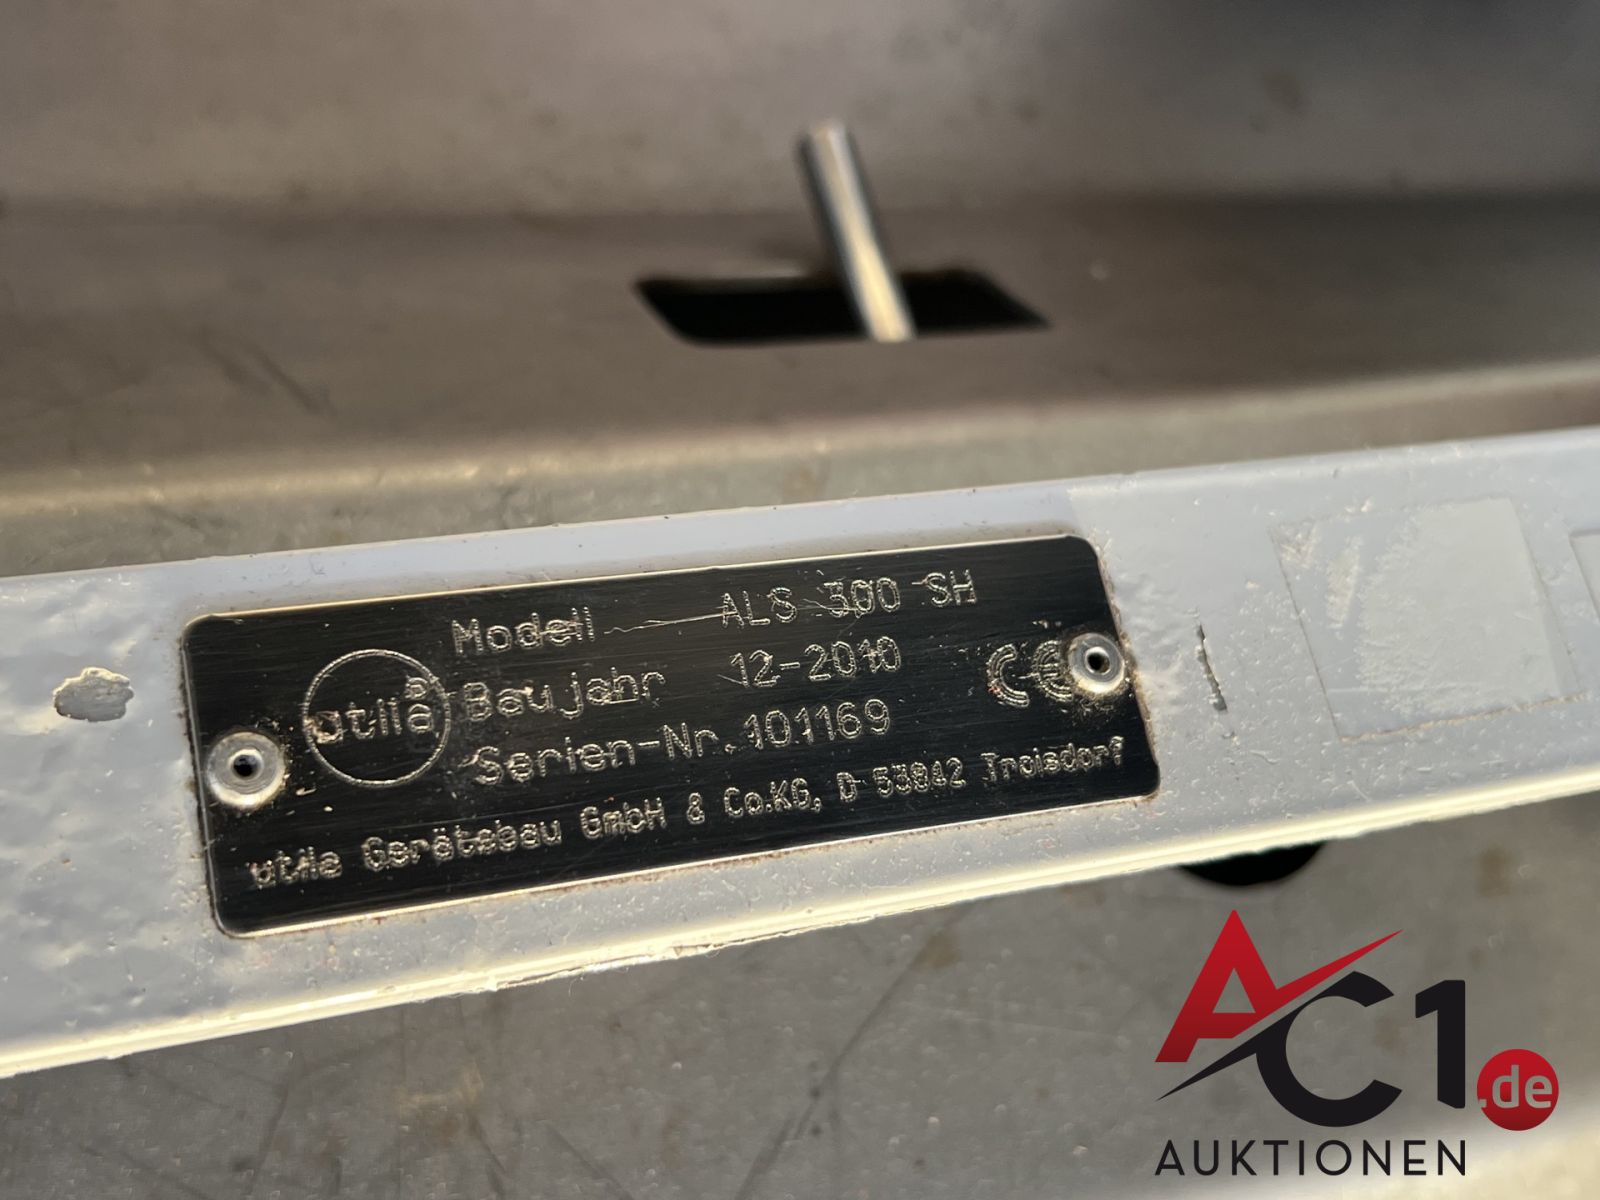 Modell ALS 300 SH
utila
Baujahr 12-2010
CE
Serien-Nr. 101169
utila Gerätebau GmbH & Co.KG, D 53842 Troisdorf
AC1.de
AUKTIONEN